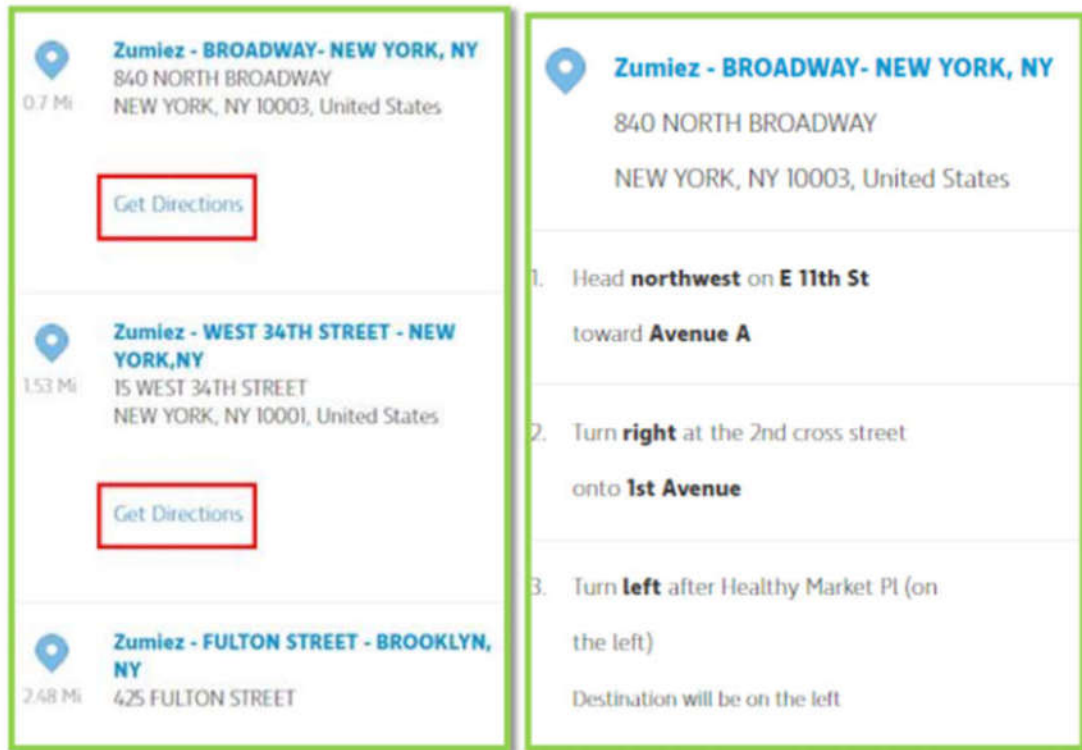 Zumiez - BROADWAY- NEW YORK, NY
840 NORTH BROADWAY
0.7 Mi
NEW YORK, NY 10003, United States
Get Directions
Zumiez - WEST 34TH STREET - NEW
YORK,NY
1.53 Mi
15 WEST 34TH STREET
NEW YORK, NY 10001, United States
Get Directions
Zumiez - FULTON STREET - BROOKLYN,
NY
2.48 Mi
425 FULTON STREET
Zumiez - BROADWAY- NEW YORK, NY
840 NORTH BROADWAY
NEW YORK, NY 10003, United States
1. Head northwest on E 11th St
toward Avenue A
2. Turn right at the 2nd cross street
onto 1st Avenue
3. Turn left after Healthy Market Pl (on
the left)
Destination will be on the left